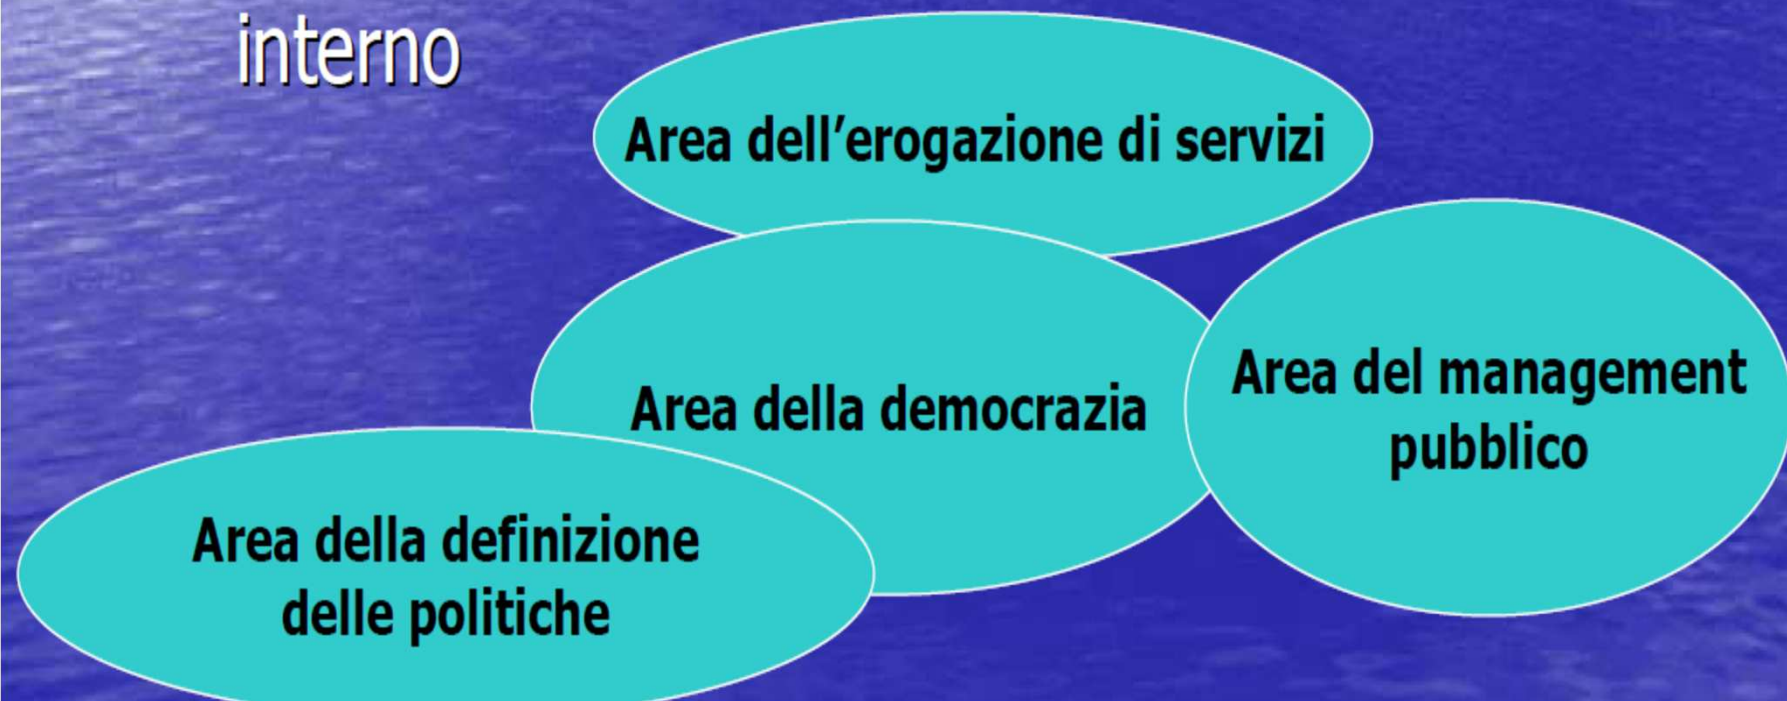 interno
Area dell'erogazione di servizi
Area della democrazia
Area del management
pubblico
Area della definizione
delle politiche